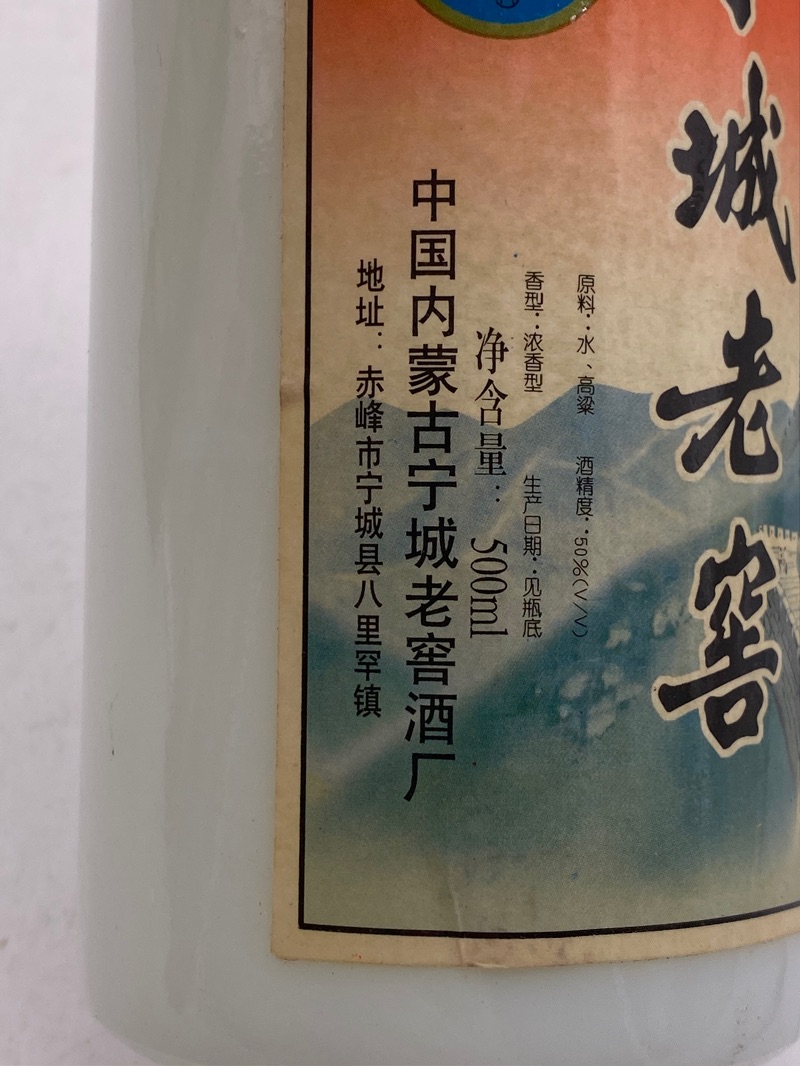 城老窖
原料：水、高粱 酒精度：50%(V/V)
香型：浓香型 生产日期：见瓶底
净含量：500ml
中国内蒙古宁城老窖酒厂
地址：赤峰市宁城县八里罕镇